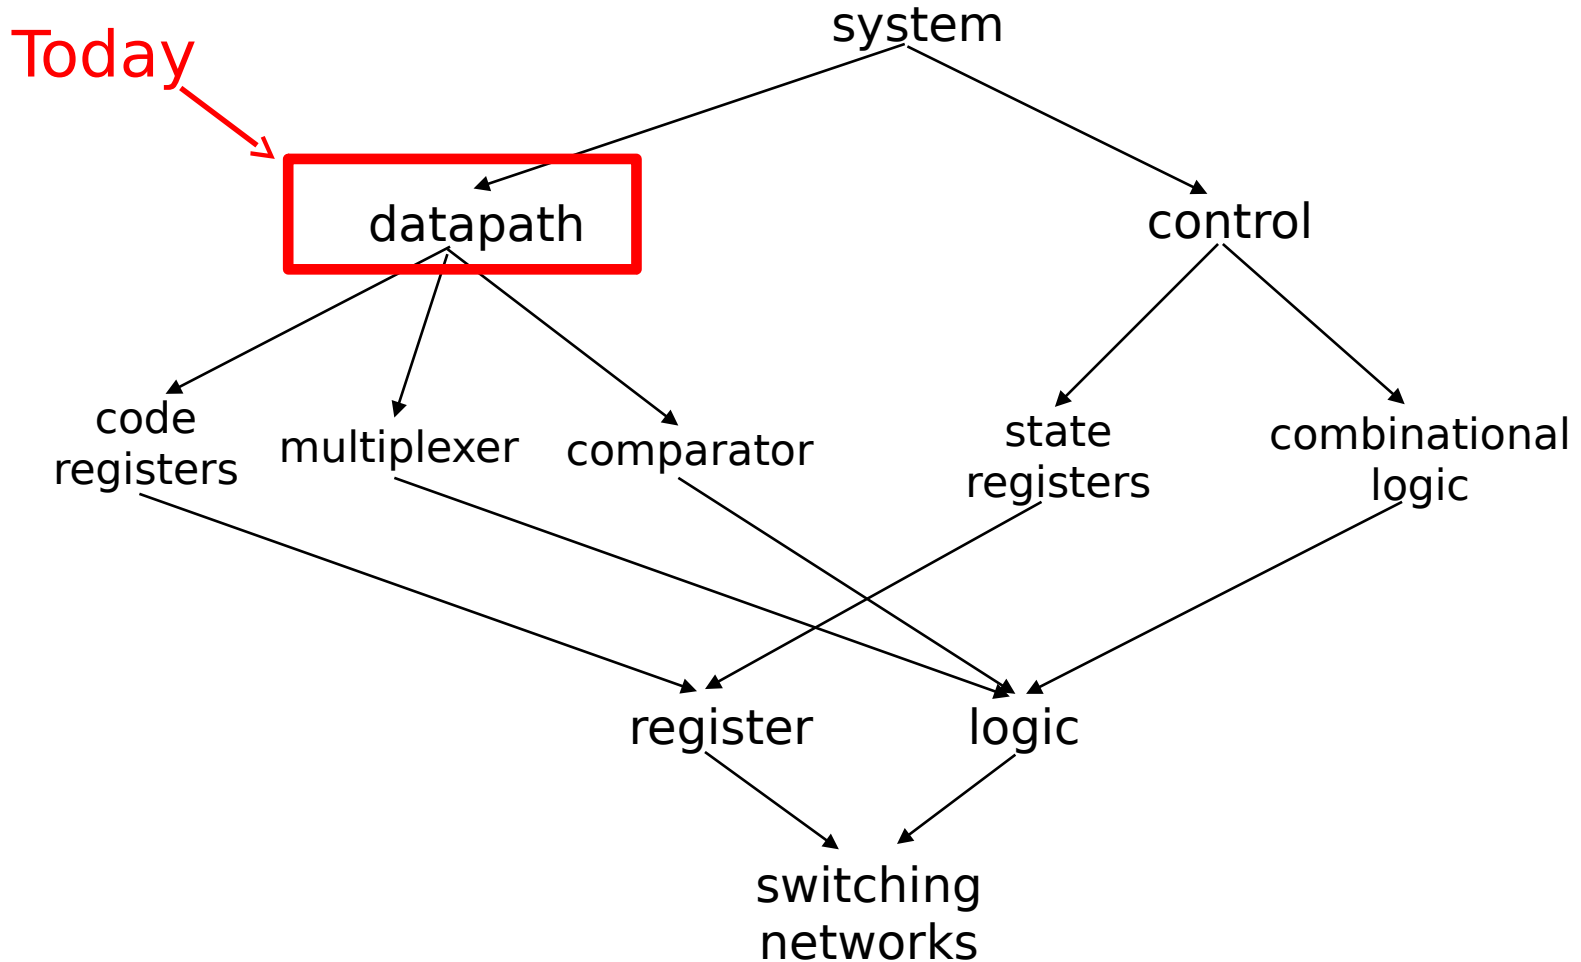 system
Today
datapath
control
code
registers
multiplexer
comparator
state
registers
combinational
logic
register
logic
switching
networks